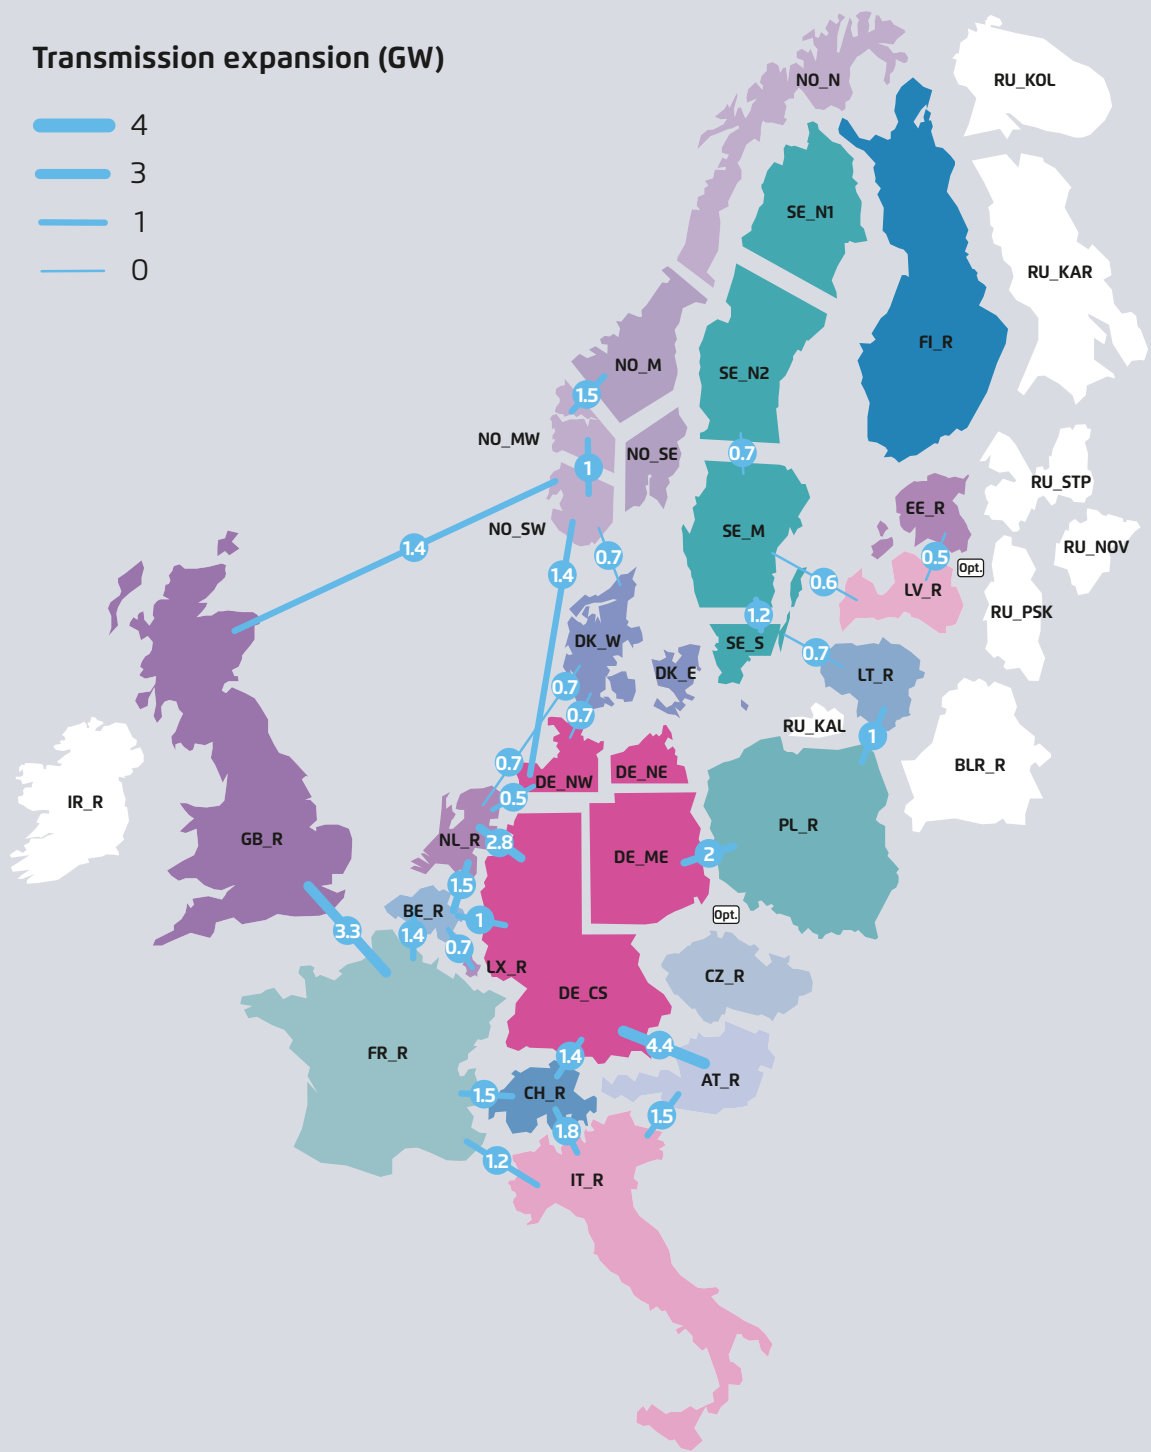 Transmission expansion (GW)
4
3
1
0
NO_N
RU_KOL
SE_N1
RU_KAR
FI_R
NO_M
SE_N2
1.5
NO_MW
NO_SE
0.7
1
RU_STP
EE_R
NO_SW
SE_M
RU_NOV
1.4
0.7
0.5
Opt.
1.4
0.6
LV_R
RU_PSK
1.2
DK_W
SE_S
0.7
DK_E
LT_R
0.7
0.7
RU_KAL
1
0.7
BLR_R
DE_NE
DE_NW
0.5
IR_R
PL_R
GB_R
NL_R
2.8
DE_ME
2
1.5
BE_R
1
Opt.
3.3
1.4
0.7
LX_R
CZ_R
DE_CS
FR_R
1.4
4.4
AT_R
1.5
CH_R
1.5
1.8
1.2
IT_R